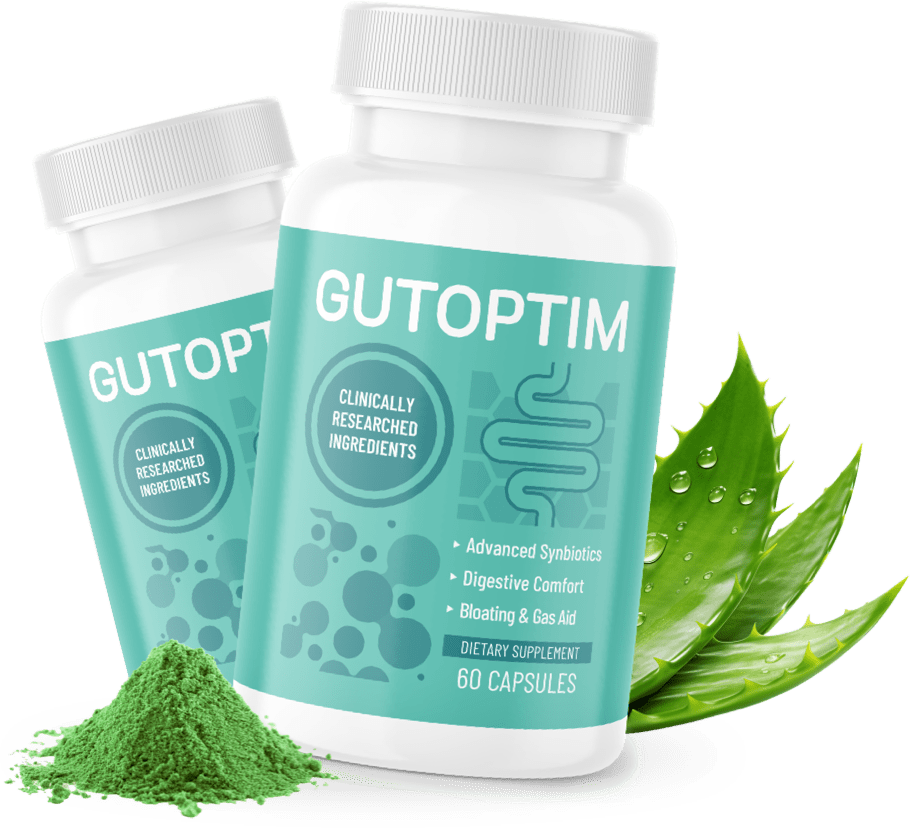 GUTOPTIM
CLINICALLY
RESEARCHED
INGREDIENTS
▸ Advanced Synbiotics
▸ Digestive Comfort
▸ Bloating & Gas Aid
DIETARY SUPPLEMENT
60 CAPSULES
GUTOPT
CLINICALLY
RESEARCHED
INGREDIENTS